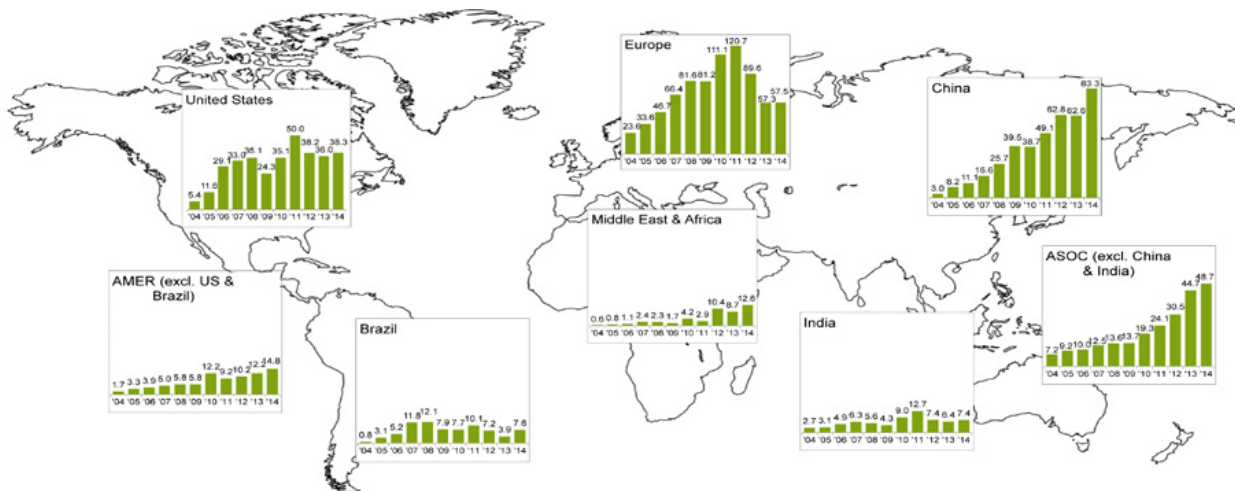 United States
5.4 11.6 29.1 33.0 35.1 24.3 35.1 50.0 38.2 36.0 38.3
'04 '05 '06 '07 '08 '09 '10 '11 '12 '13 '14
Europe
23.6 33.6 46.7 66.4 81.6 81.2 111.1 120.7 89.6 57.3 57.5
'04 '05 '06 '07 '08 '09 '10 '11 '12 '13 '14
China
3.0 8.2 11.1 16.6 25.7 39.5 38.7 49.1 62.8 62.6 83.3
'04 '05 '06 '07 '08 '09 '10 '11 '12 '13 '14
Middle East & Africa
0.6 0.8 1.1 2.4 2.3 1.7 4.2 2.9 10.4 8.7 12.6
'04 '05 '06 '07 '08 '09 '10 '11 '12 '13 '14
AMER (excl. US &
Brazil)
1.7 3.3 3.9 5.0 5.8 5.8 12.2 9.2 10.2 12.2 14.8
'04 '05 '06 '07 '08 '09 '10 '11 '12 '13 '14
Brazil
0.8 3.1 5.2 11.8 12.1 7.9 7.7 10.1 7.2 3.9 7.6
'04 '05 '06 '07 '08 '09 '10 '11 '12 '13 '14
India
2.7 3.1 4.9 6.3 5.6 4.3 9.0 12.7 7.4 6.4 7.4
'04 '05 '06 '07 '08 '09 '10 '11 '12 '13 '14
ASOC (excl. China
& India)
7.2 9.2 10.0 12.5 13.6 13.7 19.3 24.1 30.5 44.7 48.7
'04 '05 '06 '07 '08 '09 '10 '11 '12 '13 '14